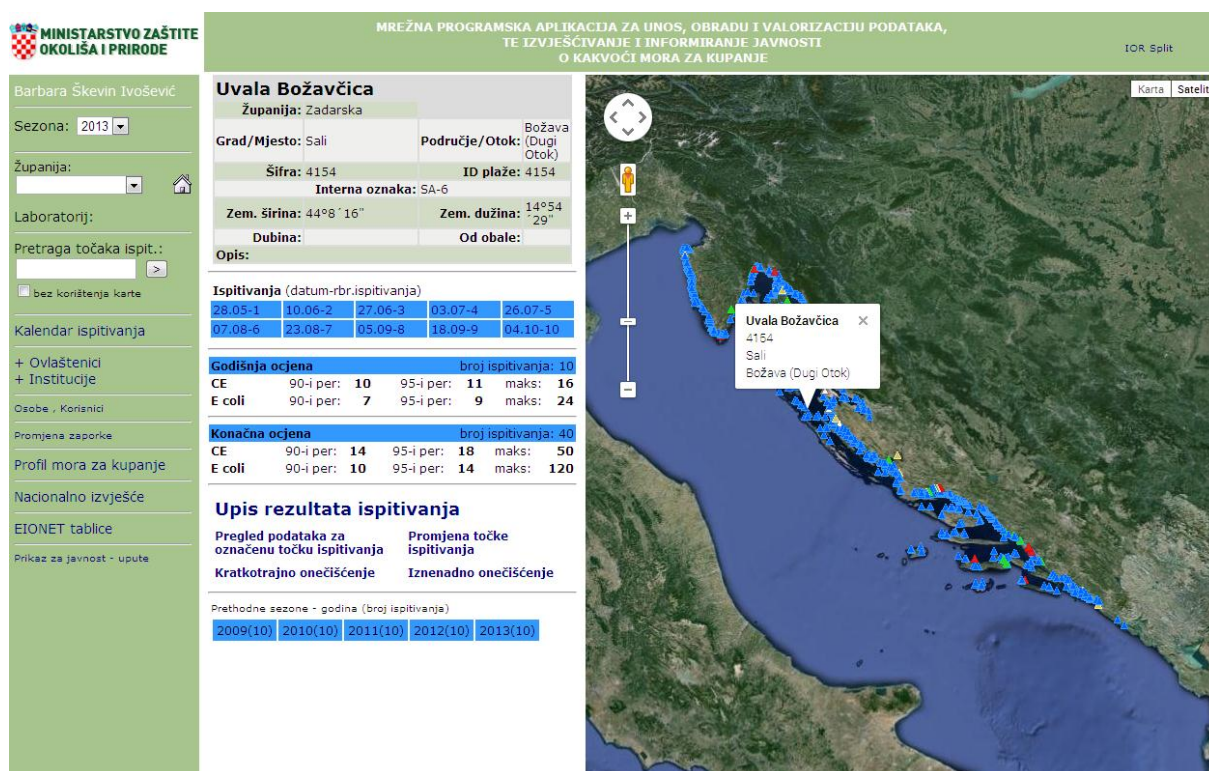 MINISTARSTVO ZAŠTITE
OKOLIŠA I PRIRODE
MREŽNA PROGRAMSKA APLIKACIJA ZA UNOS, OBRADU I VALORIZACIJU PODATAKA,
TE IZVJEŠĆIVANJE I INFORMIRANJE JAVNOSTI
O KAKVOĆI MORA ZA KUPANJE
IOR Split
Barbara Škevin Ivošević
Sezona: 2013
Županija:
Laboratorij:
Pretraga točaka ispit.:
>
bez korištenja karte
Kalendar ispitivanja
+ Ovlaštenici
+ Institucije
Osobe , Korisnici
Promjena zaporke
Profil mora za kupanje
Nacionalno izvješće
EIONET tablice
Prikaz za javnost - upute
Uvala Božavčica
Županija: Zadarska
Grad/Mjesto: Sali Područje/Otok: Božava
(Dugi
Otok)
Šifra: 4154 ID plaže: 4154
Interna oznaka: SA-6
Zem. širina: 44°8´16" Zem. dužina: 14°54
´29"
Dubina: Od obale:
Opis:
Ispitivanja (datum-rbr.ispitivanja)
28.05-1 10.06-2 27.06-3 03.07-4 26.07-5
07.08-6 23.08-7 05.09-8 18.09-9 04.10-10
Godišnja ocjena broj ispitivanja: 10
CE 90-i per: 10 95-i per: 11 maks: 16
E coli 90-i per: 7 95-i per: 9 maks: 24
Konačna ocjena broj ispitivanja: 40
CE 90-i per: 14 95-i per: 18 maks: 50
E coli 90-i per: 10 95-i per: 14 maks: 120
Upis rezultata ispitivanja
Pregled podataka za
označenu točku ispitivanja
Promjena točke
ispitivanja
Kratkotrajno onečišćenje Iznenadno onečišćenje
Prethodne sezone - godina (broj ispitivanja)
2009(10) 2010(10) 2011(10) 2012(10) 2013(10)
Karta Satelit
Uvala Božavčica
4154
Sali
Božava (Dugi Otok)